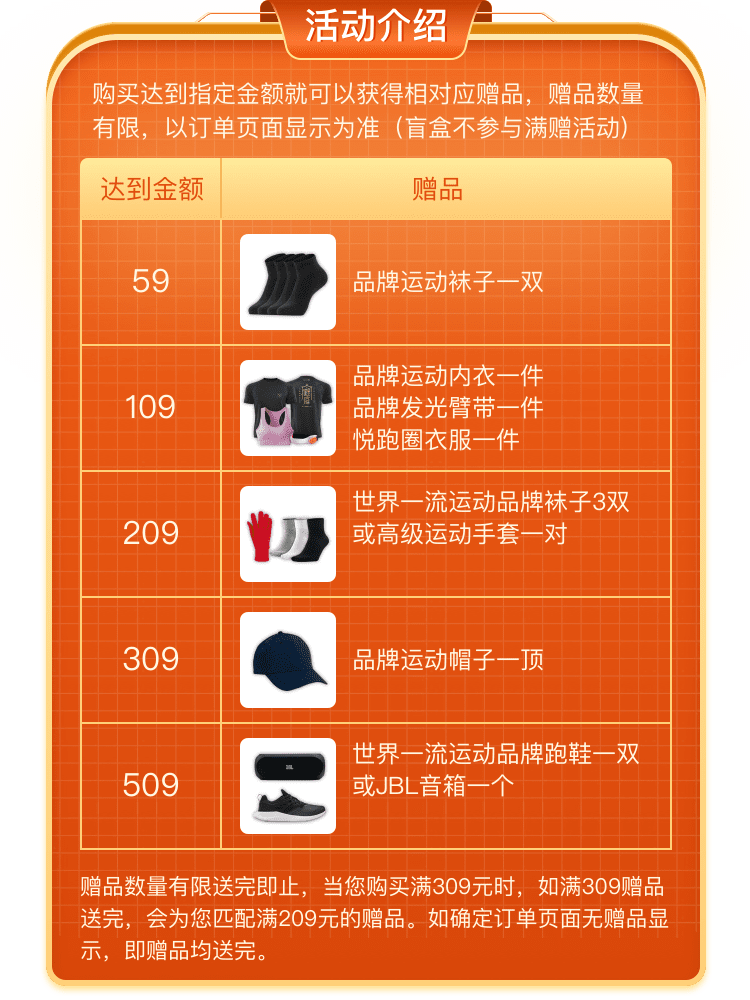 活动介绍
购买达到指定金额就可以获得相对应赠品，赠品数量
有限，以订单页面显示为准（盲盒不参与满赠活动）
达到金额 赠品
59 品牌运动袜子一双
109
品牌运动内衣一件
品牌发光臂带一件
悦跑圈衣服一件
209
世界一流运动品牌袜子3双
或高级运动手套一对
309 品牌运动帽子一顶
JBL
509
世界一流运动品牌跑鞋一双
或JBL音箱一个
赠品数量有限送完即止，当您购买满309元时，如满309赠品
送完，会为您匹配满209元的赠品。如确定订单页面无赠品显
示，即赠品均送完。